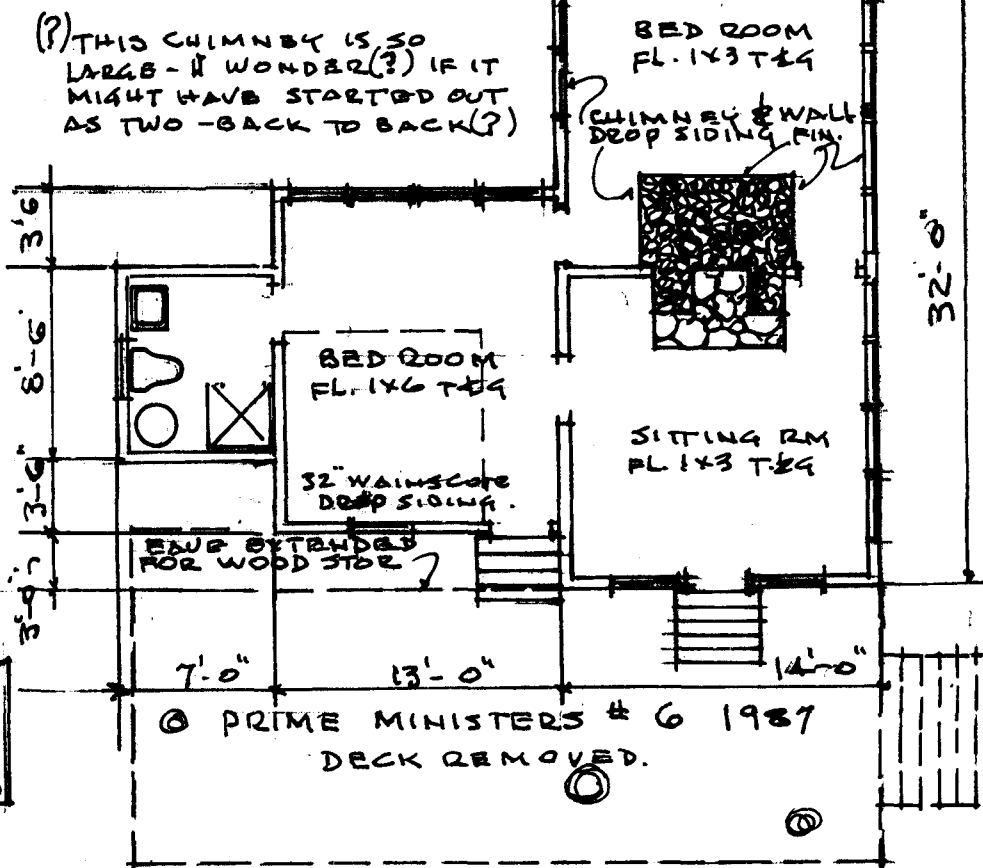 (?) THIS CHIMNEY IS SO
LARGE - I WONDER(?) IF IT
MIGHT HAVE STARTED OUT
AS TWO - BACK TO BACK(?)
BED ROOM
FL. 1X3 T&G
CHIMNEY & WALL
DROP SIDING FIN.
3'6"
8'-6"
3'-6"
3'-0"
32'-0"
BED ROOM
FL. 1X6 T&G
32" WAINSCOTE
DROP SIDING.
SITTING RM
FL. 1X3 T.&G
EAVE EXTENDED
FOR WOOD STOR
7'-0"
13'-0"
14'-0"
@ PRIME MINISTERS # 6 1987
DECK REMOVED.